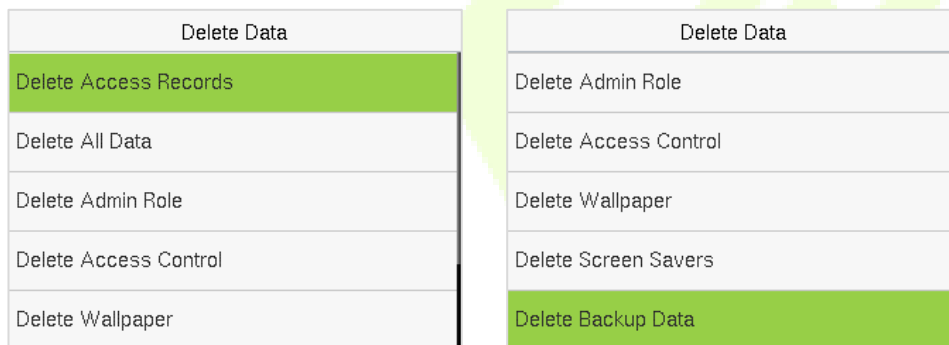 Delete Data
Delete Access Records
Delete All Data
Delete Admin Role
Delete Access Control
Delete Wallpaper
Delete Data
Delete Admin Role
Delete Access Control
Delete Wallpaper
Delete Screen Savers
Delete Backup Data